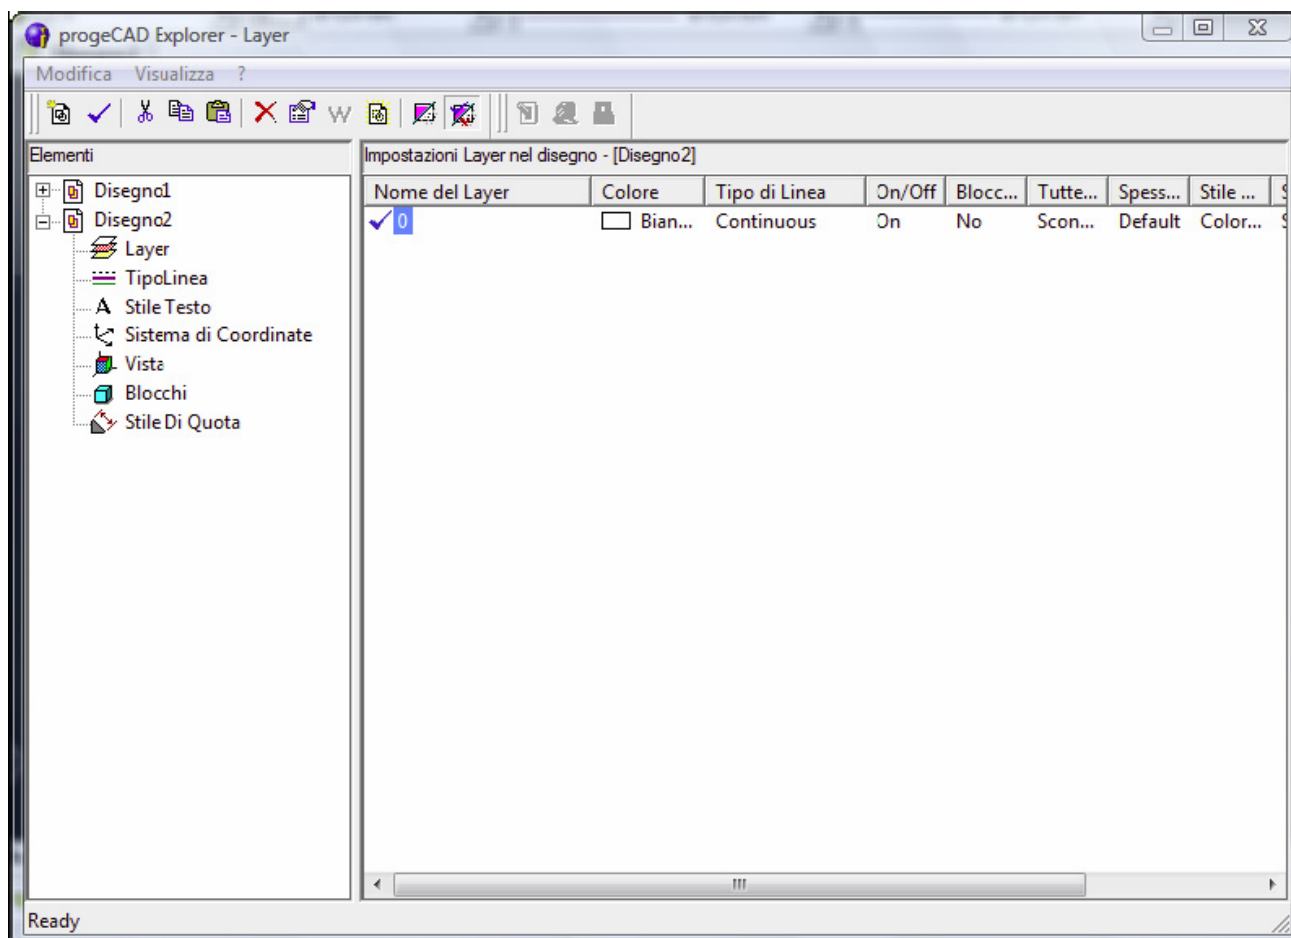 progeCAD Explorer - Layer
Modifica Visualizza ?
Elementi
Impostazioni Layer nel disegno - [Disegno2]
Disegno1
Disegno2
Layer
TipoLinea
Stile Testo
Sistema di Coordinate
Vista
Blocchi
Stile Di Quota
Nome del Layer Colore Tipo di Linea On/Off Blocc... Tutte... Spess... Stile ... S
0 Bian... Continuous On No Scon... Default Color... S
Ready